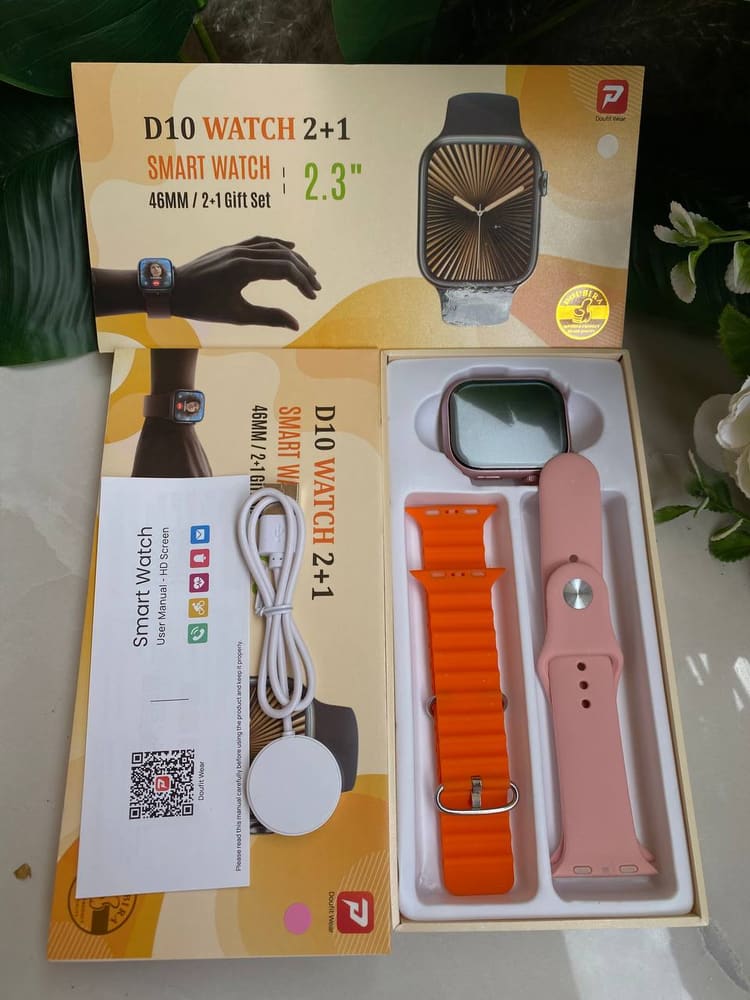 D10 WATCH 2+1
SMART WATCH
46MM / 2+1 Gift Set
2.3"
Doufit Wear
D10 WATCH 2+1
SMART W
46MM / 2+1 Gi
Smart Watch
User Manual - HD Screen
Doufit Wear
Please read this manual carefully before using the product and keep it properly.
Doufit Wear